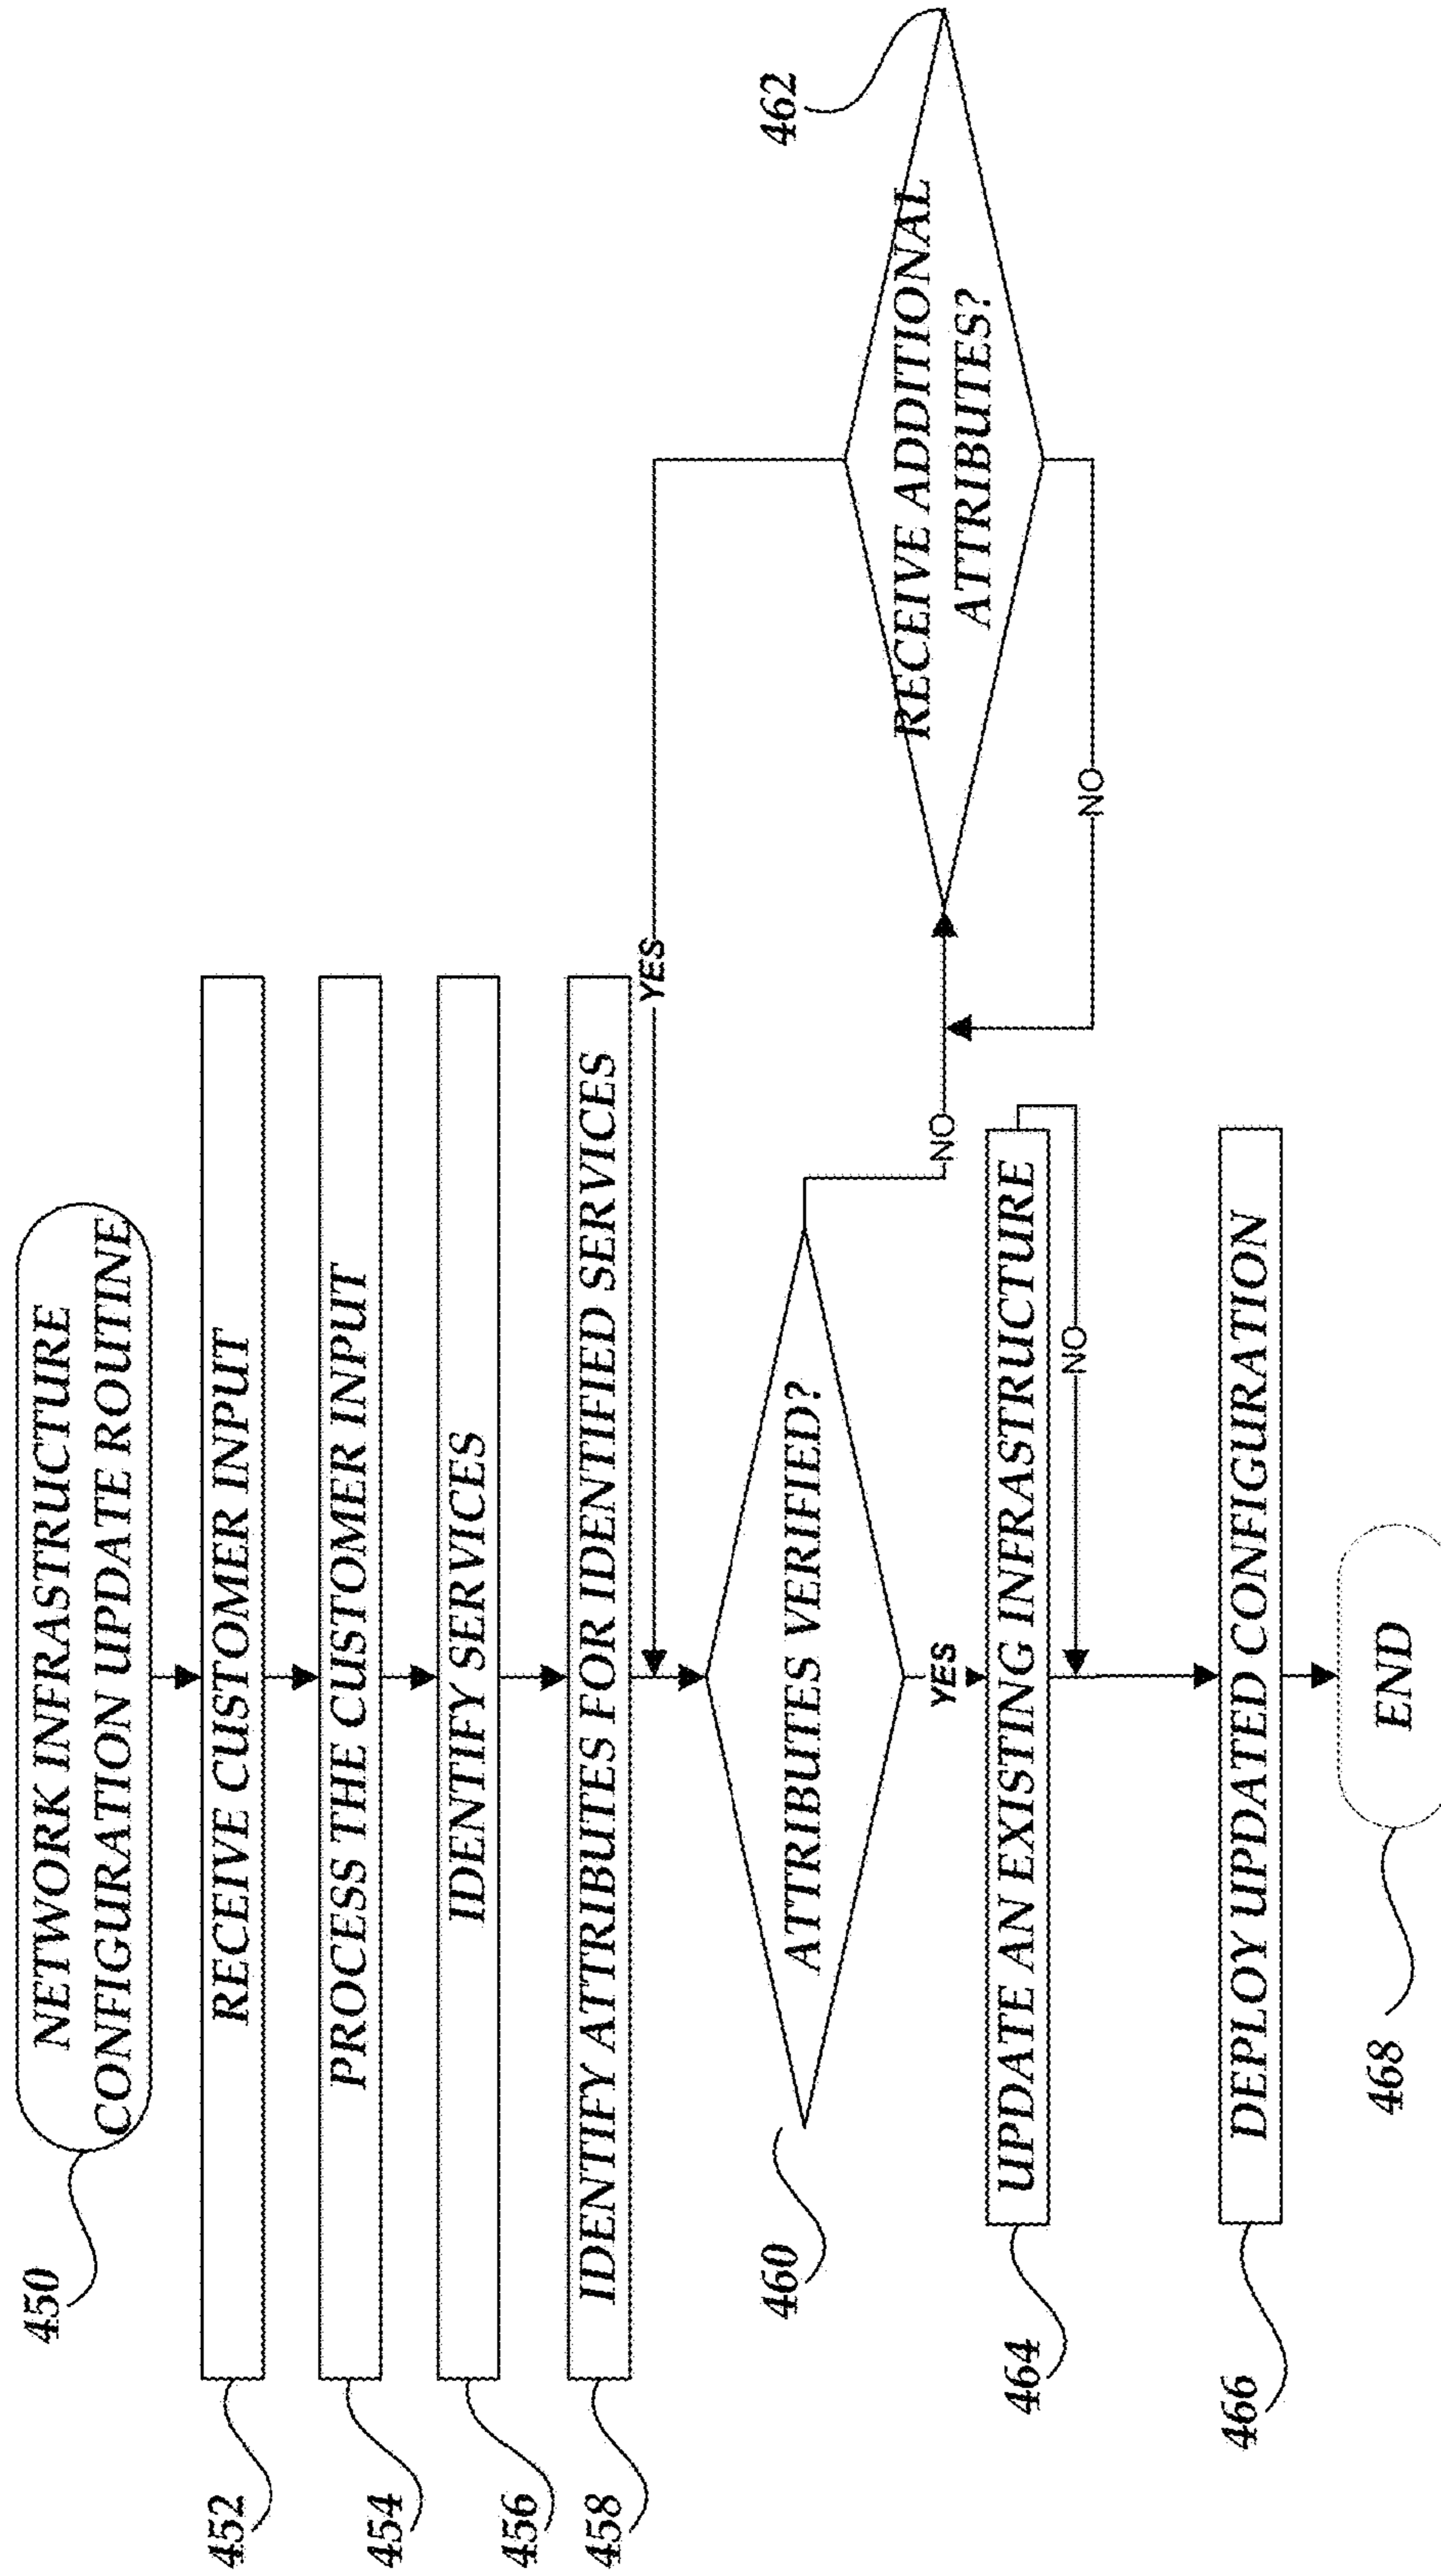 450
NETWORK INFRASTRUCTURE
CONFIGURATION UPDATE ROUTINE
452
RECEIVE CUSTOMER INPUT
454
PROCESS THE CUSTOMER INPUT
456
IDENTIFY SERVICES
458
IDENTIFY ATTRIBUTES FOR IDENTIFIED SERVICES
YES
460
ATTRIBUTES VERIFIED?
NO
462
RECEIVE ADDITIONAL
ATTRIBUTES?
NO
YES
464
UPDATE AN EXISTING INFRASTRUCTURE
NO
466
DEPLOY UPDATED CONFIGURATION
468
END